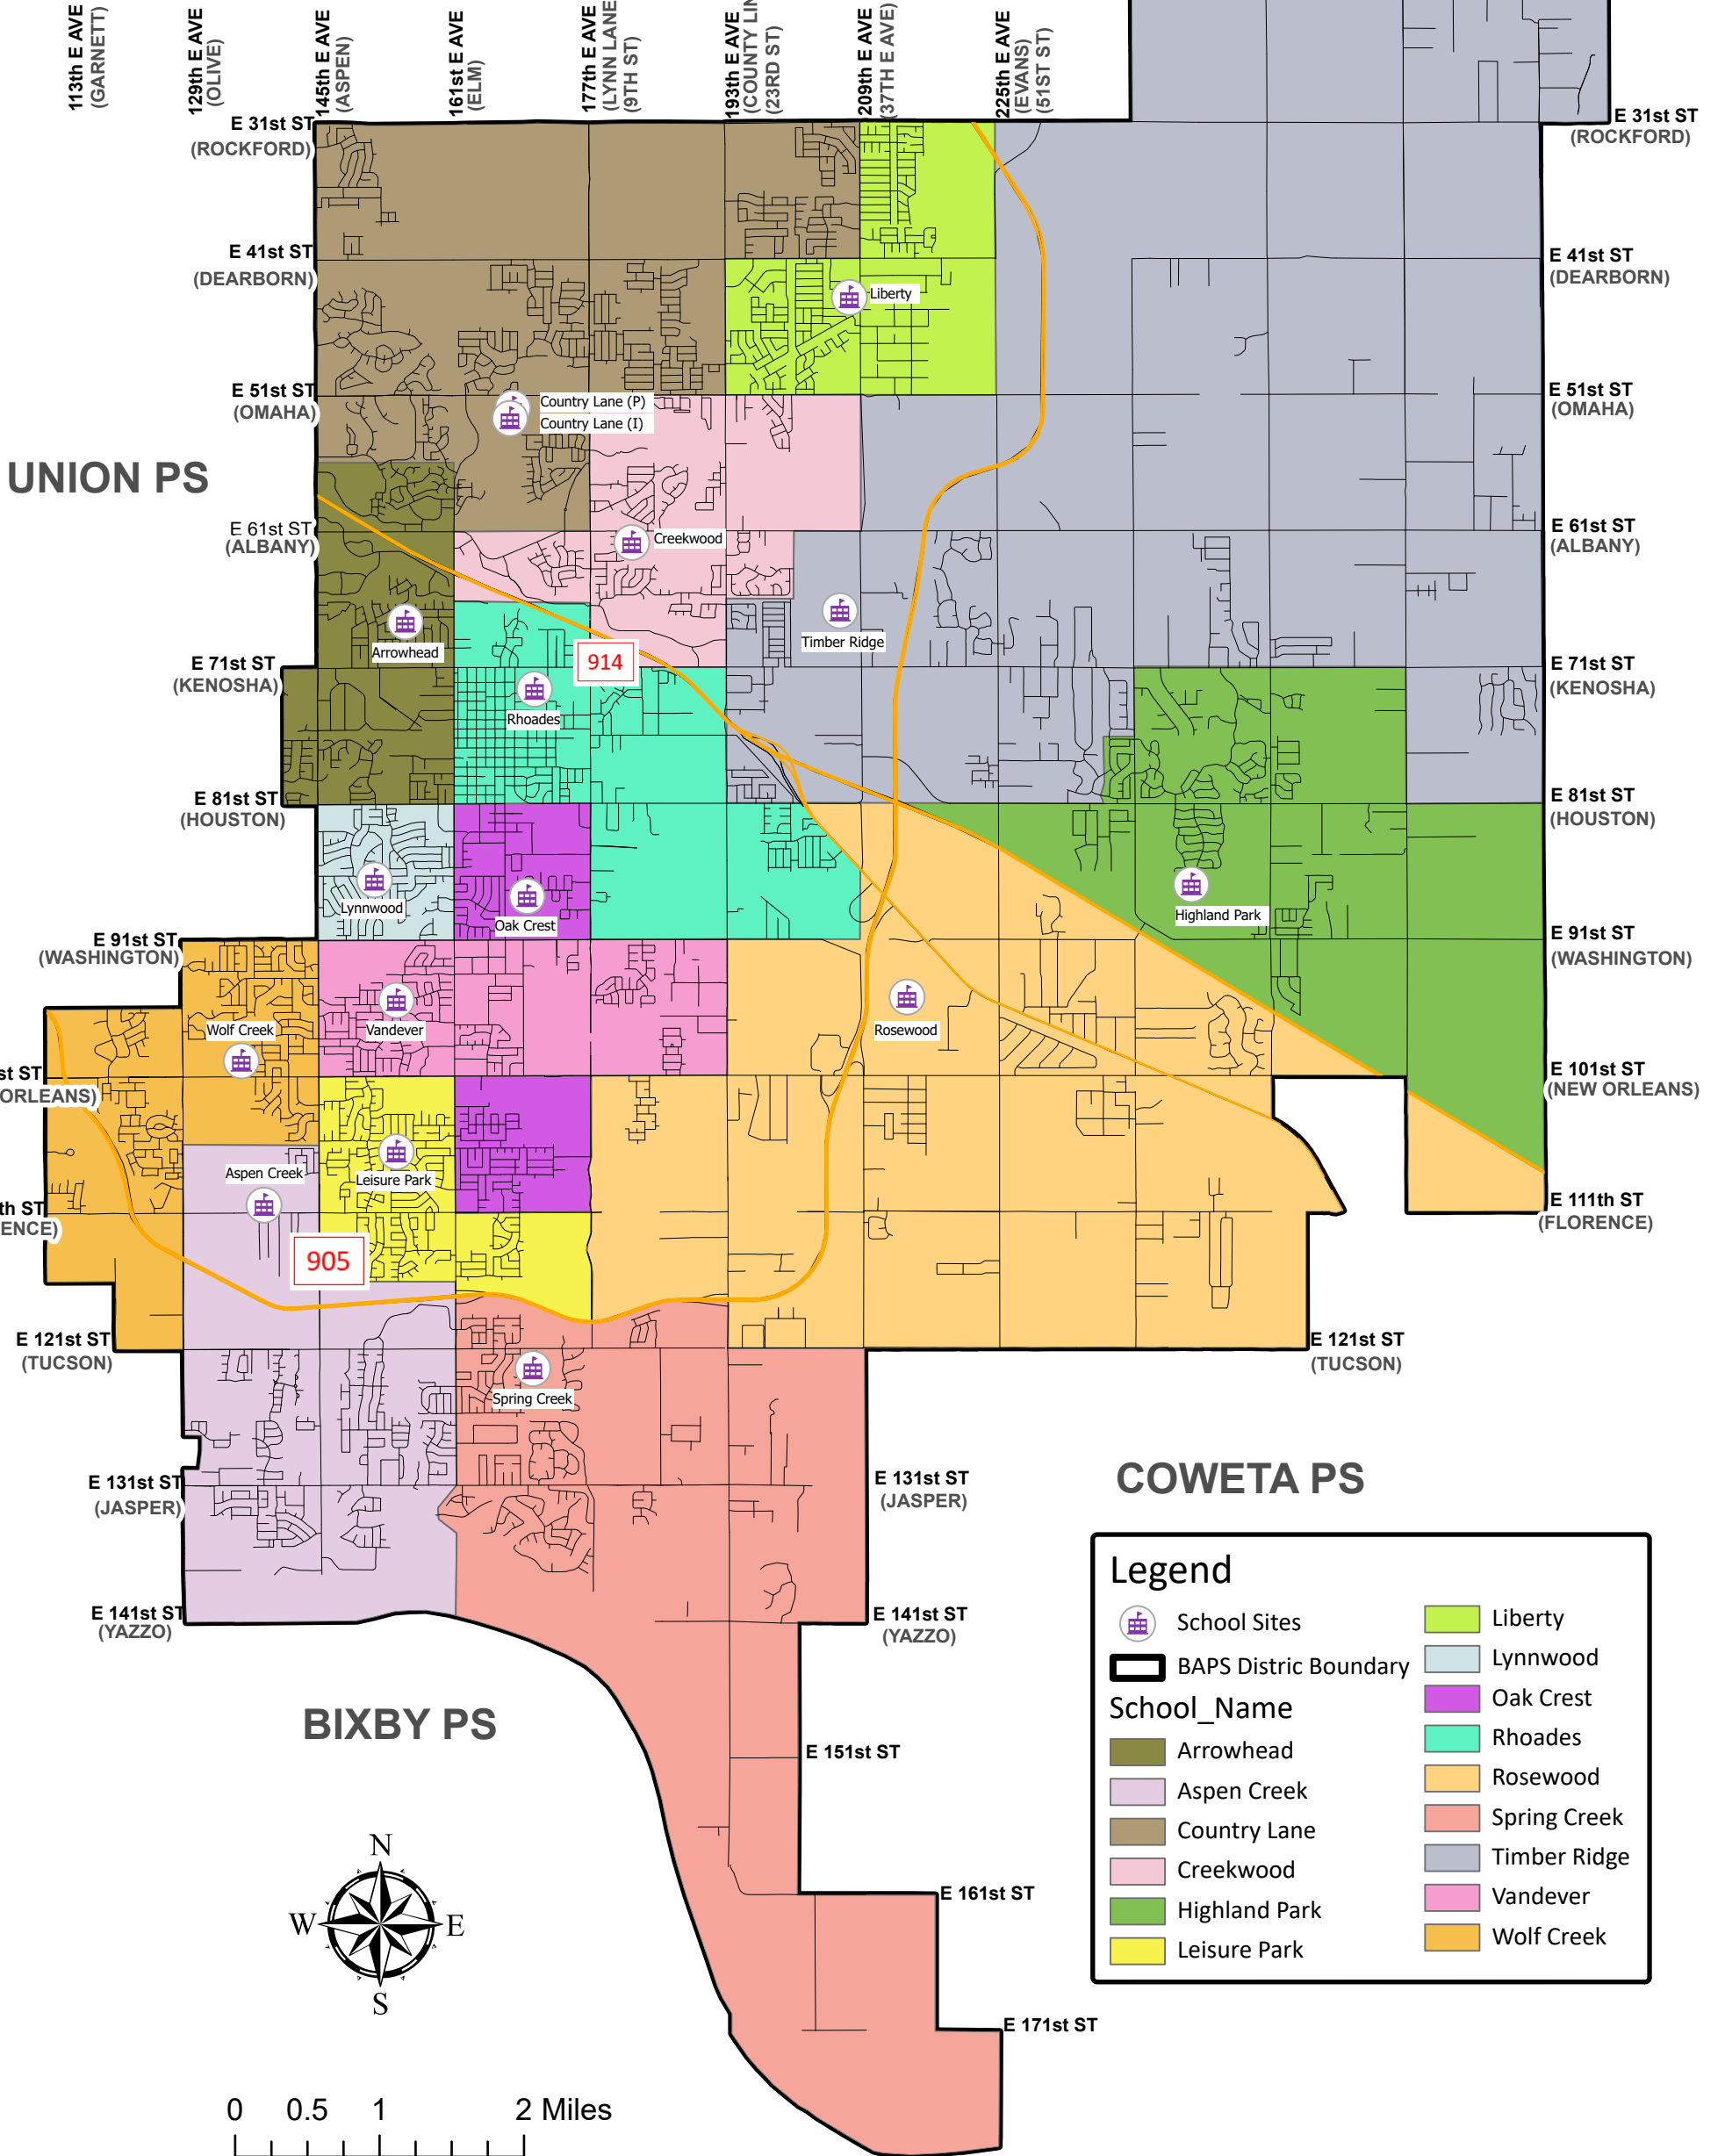 113th E AVE
(GARNETT)
129th E AVE
(OLIVE)
145th E AVE
(ASPEN)
161st E AVE
(ELM)
177th E AVE
(LYNN LANE)
(9TH ST)
193th E AVE
(COUNTY LIN
(23RD ST)
209th E AVE
(37TH E AVE)
225th E AVE
(EVANS)
(51ST ST)
E 31st ST
(ROCKFORD)
E 31st ST
(ROCKFORD)
E 41st ST
(DEARBORN)
E 41st ST
(DEARBORN)
Liberty
E 51st ST
(OMAHA)
Country Lane (P)
Country Lane (I)
E 51st ST
(OMAHA)
UNION PS
E 61st ST
(ALBANY)
Creekwood
E 61st ST
(ALBANY)
Arrowhead
Timber Ridge
914
E 71st ST
(KENOSHA)
E 71st ST
(KENOSHA)
Rhoades
E 81st ST
(HOUSTON)
E 81st ST
(HOUSTON)
Lynnwood
Oak Crest
Highland Park
E 91st ST
(WASHINGTON)
E 91st ST
(WASHINGTON)
Wolf Creek
Vandever
Rosewood
st ST
ORLEANS)
E 101st ST
(NEW ORLEANS)
Aspen Creek
Leisure Park
th ST
ENCE)
E 111th ST
(FLORENCE)
905
E 121st ST
(TUCSON)
E 121st ST
(TUCSON)
Spring Creek
E 131st ST
(JASPER)
E 131st ST
(JASPER)
COWETA PS
E 141st ST
(YAZZO)
E 141st ST
(YAZZO)
BIXBY PS
E 151st ST
E 161st ST
E 171st ST
Legend
School Sites
BAPS Distric Boundary
School_Name
Arrowhead
Aspen Creek
Country Lane
Creekwood
Highland Park
Leisure Park
Liberty
Lynnwood
Oak Crest
Rhoades
Rosewood
Spring Creek
Timber Ridge
Vandever
Wolf Creek
N
W E
S
0 0.5 1 2 Miles